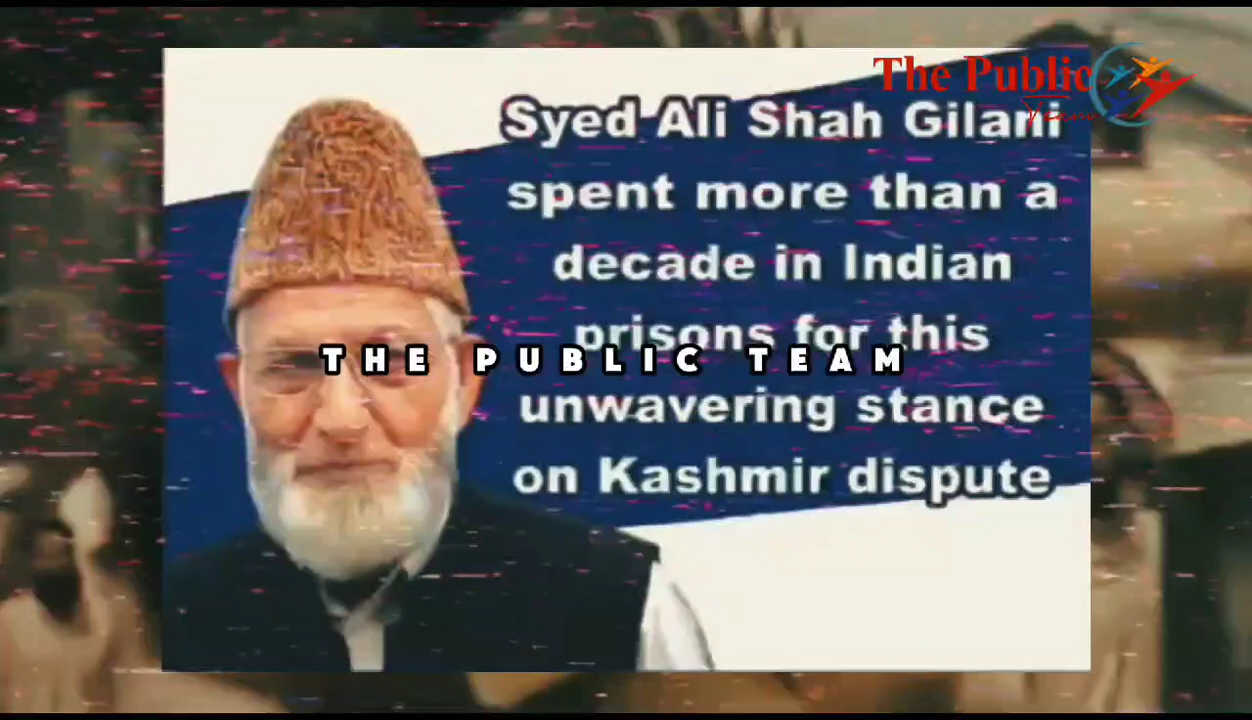 The Public
Team
Syed Ali Shah Gilani
spent more than a
decade in Indian
prisons for this
THE PUBLIC TEAM
unwavering stance
on Kashmir dispute